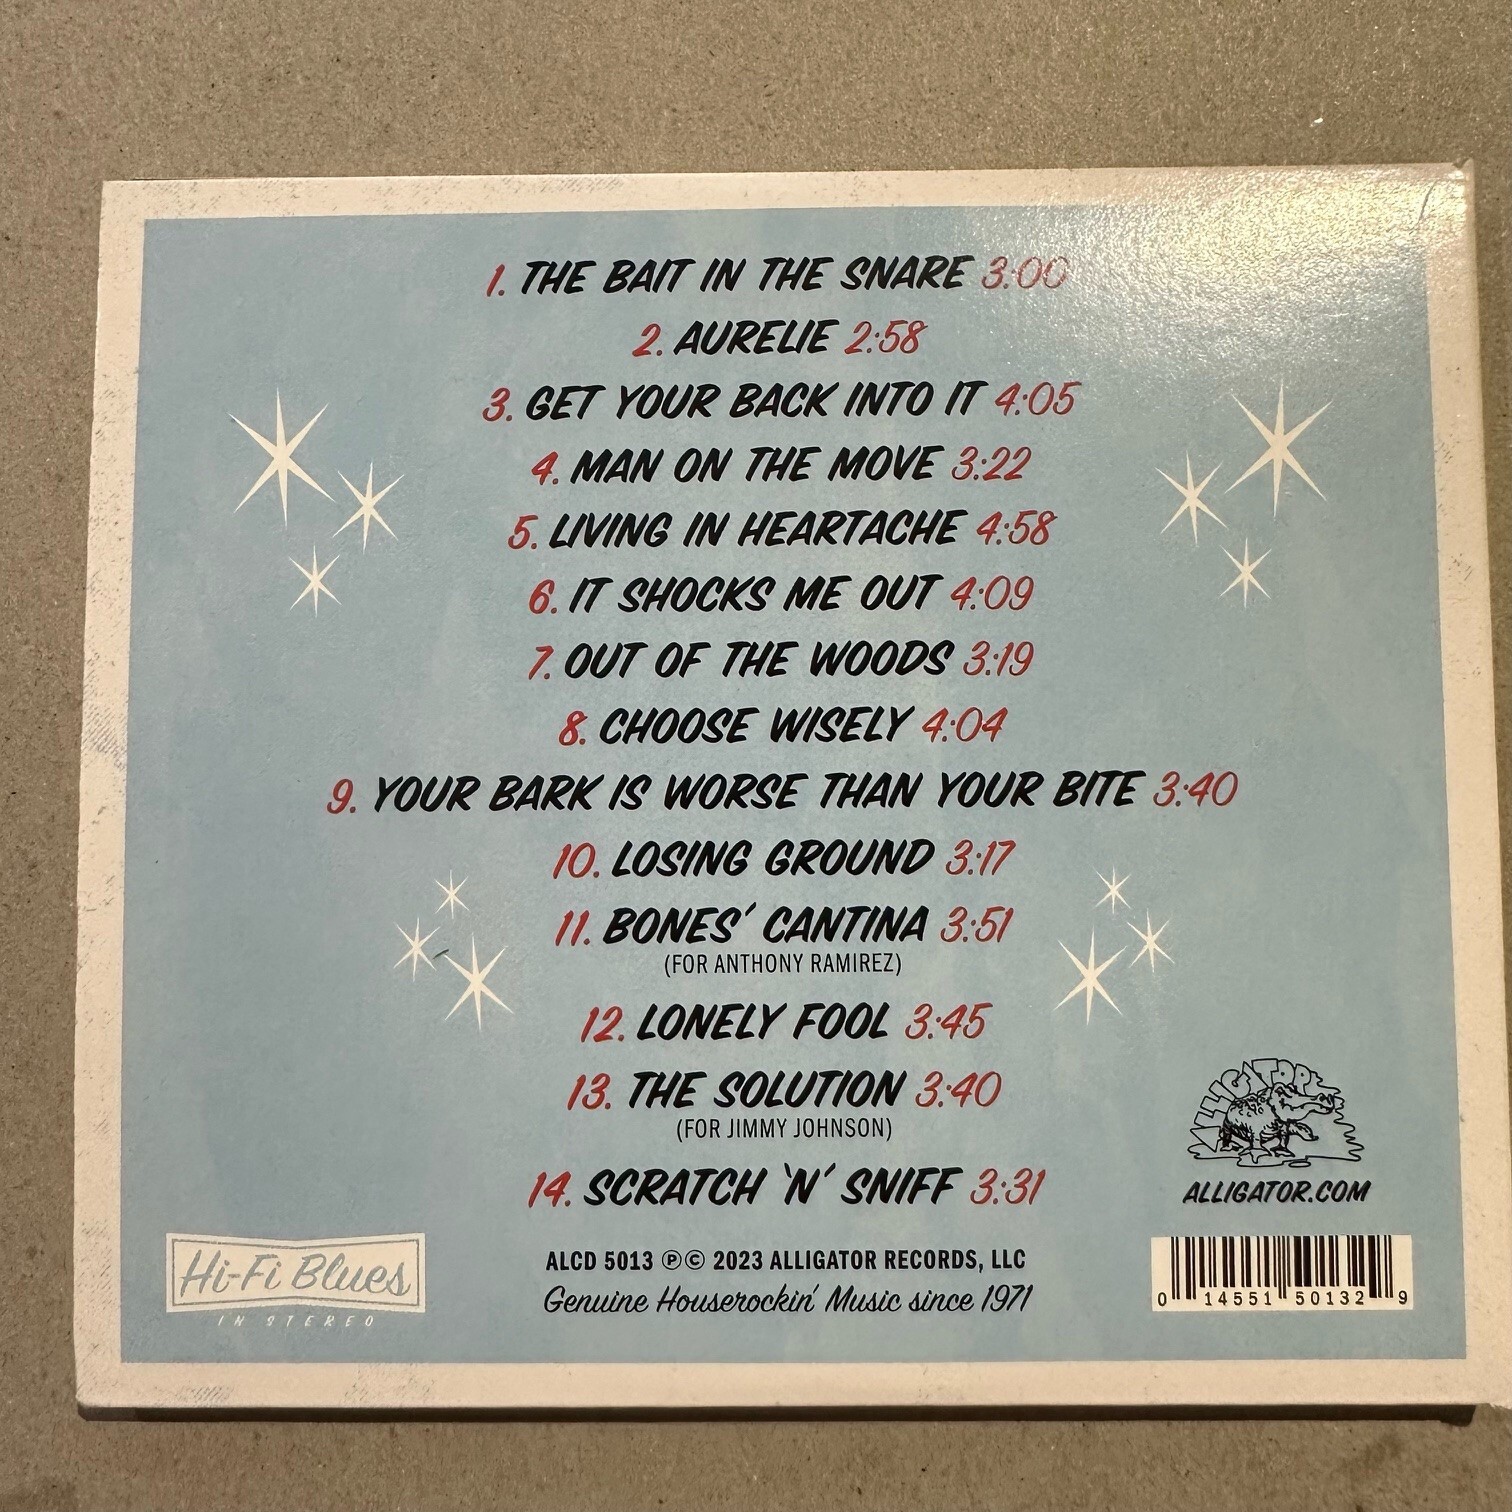 1. THE BAIT IN THE SNARE 3:00
2. AURELIE 2:58
3. GET YOUR BACK INTO IT 4:05
4. MAN ON THE MOVE 3:22
5. LIVING IN HEARTACHE 4:58
6. IT SHOCKS ME OUT 4:09
7. OUT OF THE WOODS 3:19
8. CHOOSE WISELY 4:04
9. YOUR BARK IS WORSE THAN YOUR BITE 3:40
10. LOSING GROUND 3:17
11. BONES' CANTINA 3:51
(FOR ANTHONY RAMIREZ)
12. LONELY FOOL 3:45
13. THE SOLUTION 3:40
(FOR JIMMY JOHNSON)
14. SCRATCH 'N' SNIFF 3:31
ALLIGATOR
ALLIGATOR.COM
Hi-Fi Blues
IN STEREO
ALCD 5013 ℗© 2023 ALLIGATOR RECORDS, LLC
Genuine Houserockin' Music since 1971
0 14551 50132 9